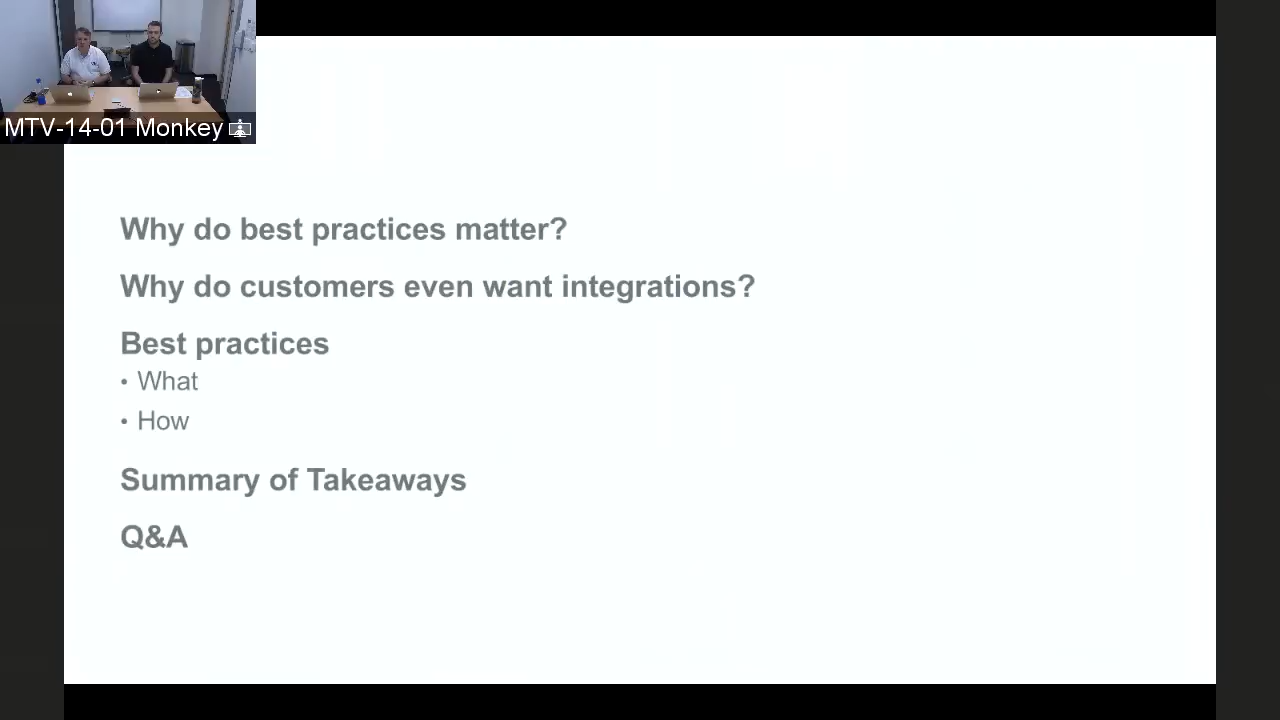 MTV-14-01 Monkey
Why do best practices matter?
Why do customers even want integrations?
Best practices
• What
• How
Summary of Takeaways
Q&A